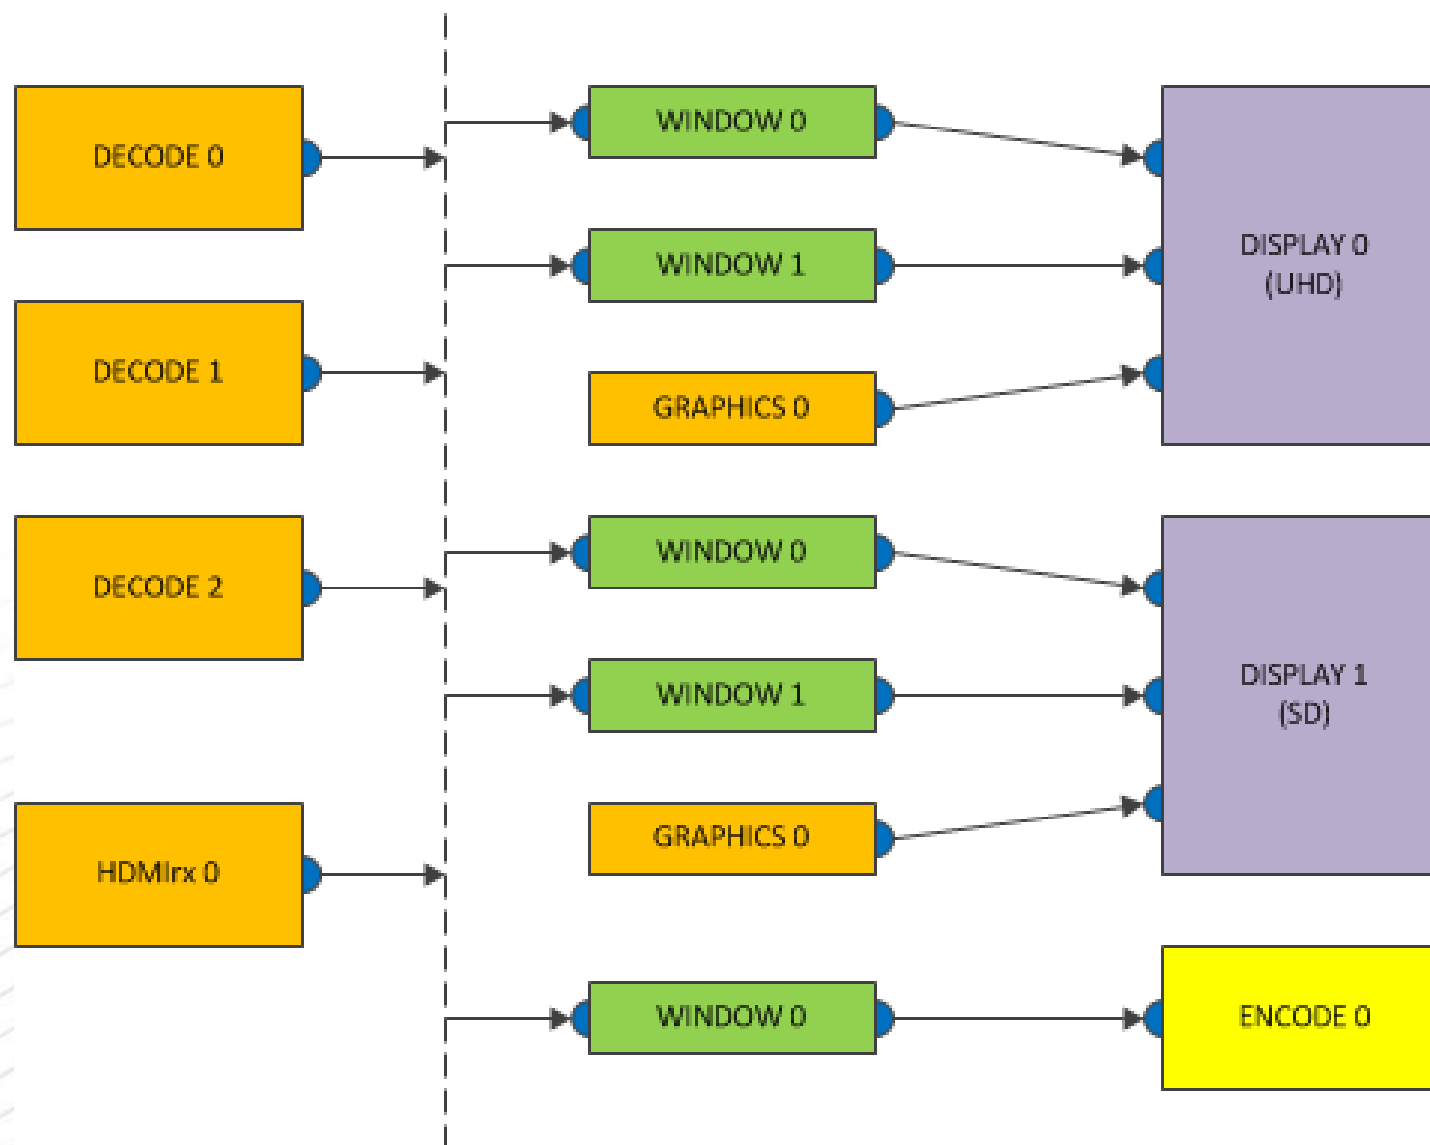 DECODE 0
DECODE 1
DECODE 2
HDMIrx 0
WINDOW 0
WINDOW 1
GRAPHICS 0
WINDOW 0
WINDOW 1
GRAPHICS 0
WINDOW 0
DISPLAY 0
(UHD)
DISPLAY 1
(SD)
ENCODE 0